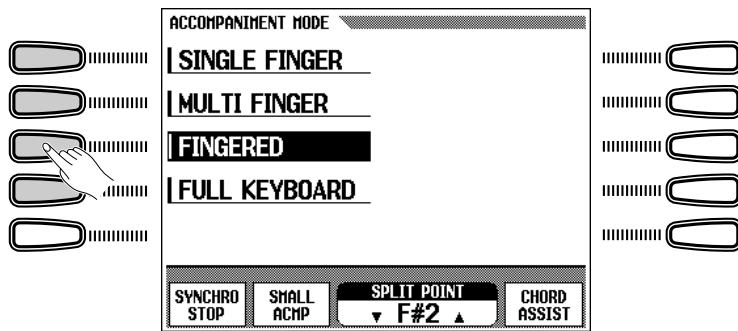 ACCOMPANIMENT MODE
SINGLE FINGER
MULTI FINGER
FINGERED
FULL KEYBOARD
SYNCHRO
STOP
SMALL
ACMP
SPLIT POINT
▼ F#2 ▲
CHORD
ASSIST